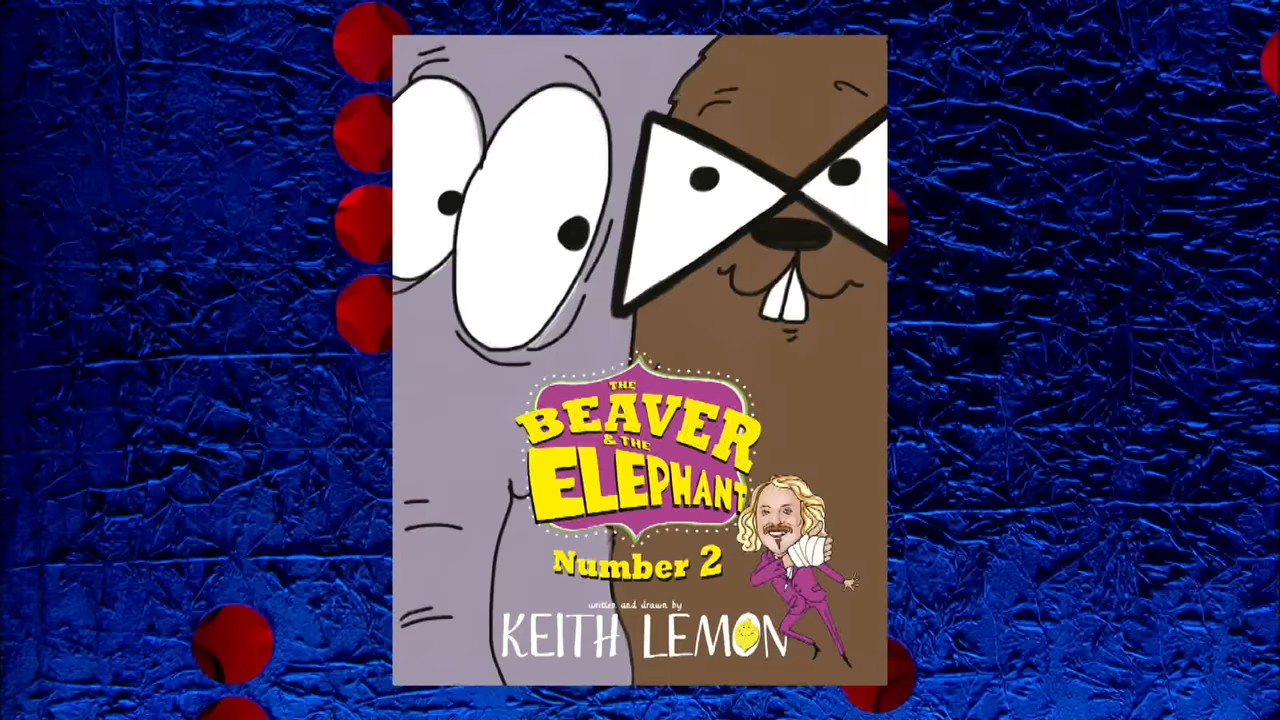 THE
BEAVER
& THE
ELEPHANT
Number 2
written and drawn by
KEITH LEMON